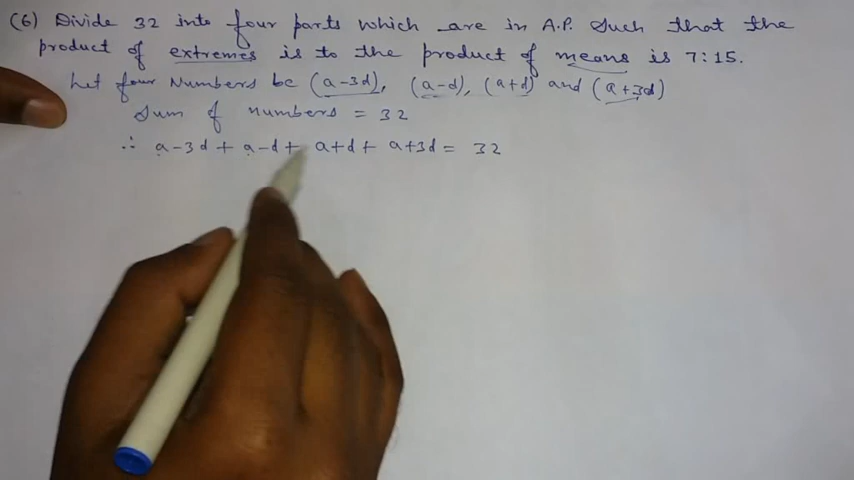 (6) Divide 32 into four parts which are in A.P. Such that the
product of extremes is to the product of means is 7:15.
Let four Numbers be (a-3d), (a-d), (a+d) and (a+3d)
Sum of numbers = 32
∴ a-3d + a-d + a+d + a+3d = 32